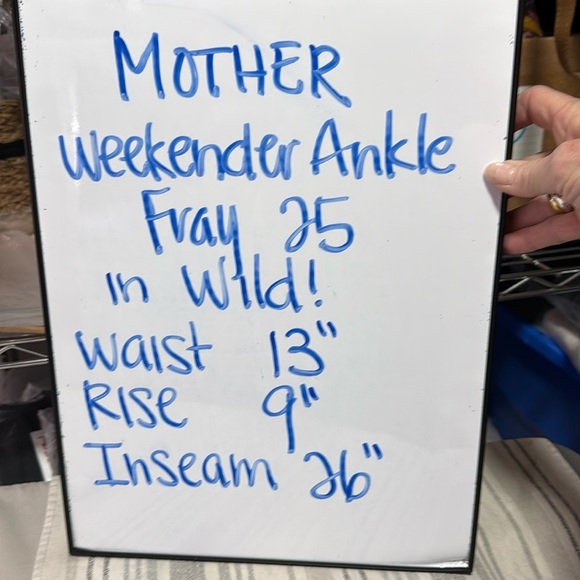 MOTHER
Weekender Ankle
Fray 25
in Wild!
Waist 13"
Rise 9"
Inseam 26"